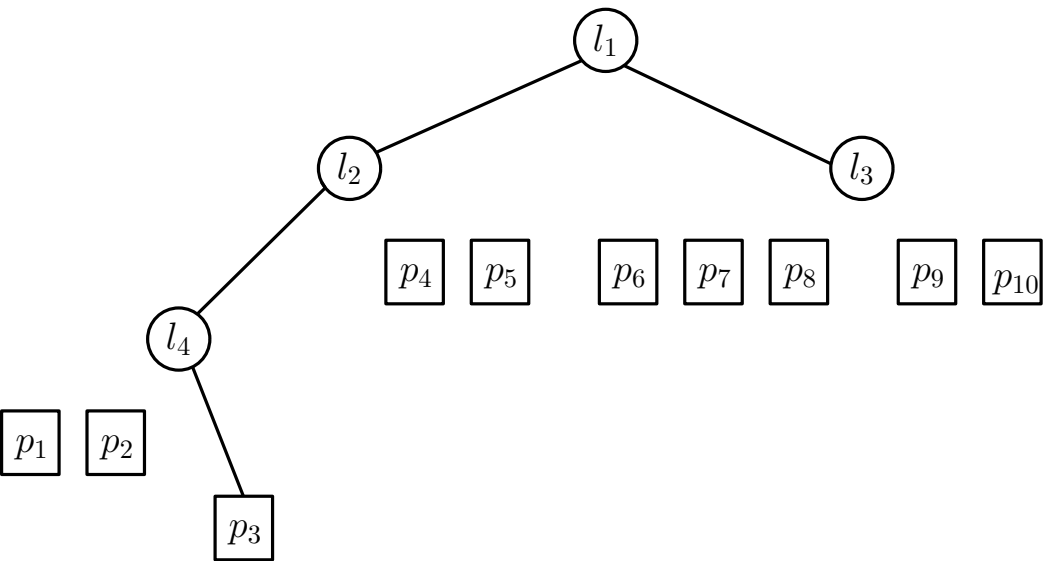 l₁
l₂ l₃
p₄ p₅ p₆ p₇ p₈ p₉ p₁₀
l₄
p₁ p₂
p₃